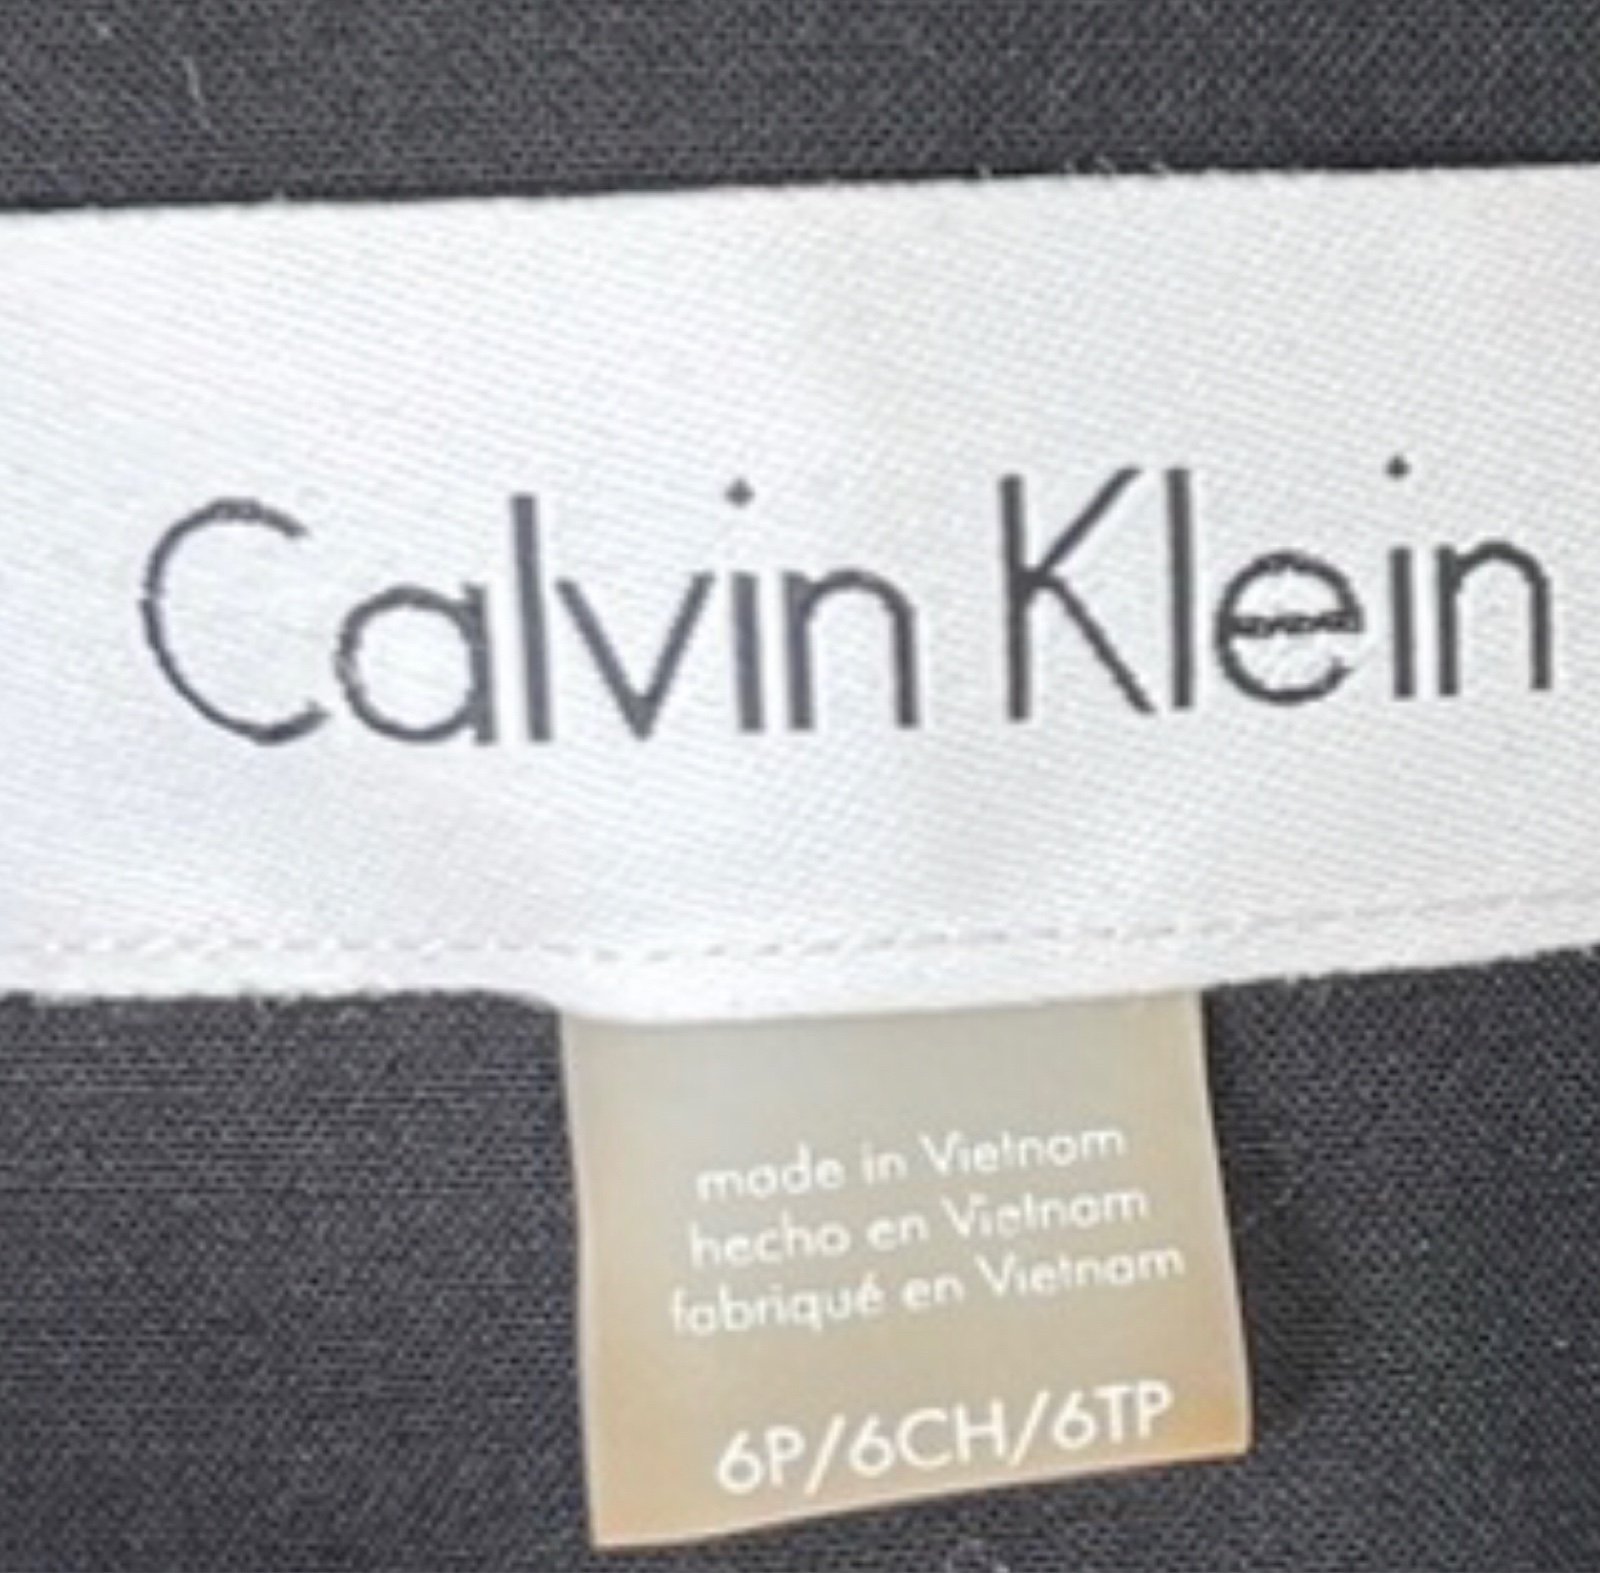 Calvin Klein
made in Vietnam
hecho en Vietnam
fabriqué en Vietnam
6P/6CH/6TP